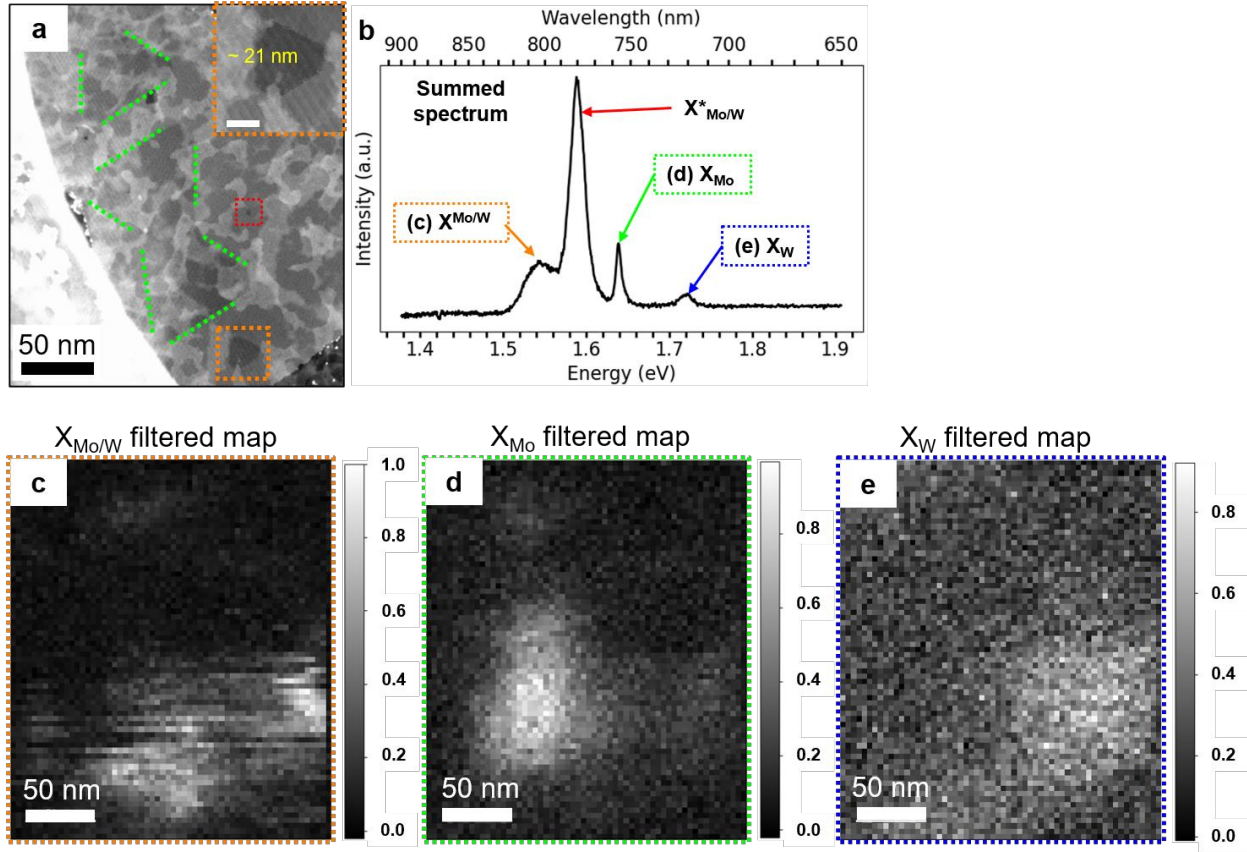 a
~ 21 nm
50 nm
b
Wavelength (nm)
900 850 800 750 700 650
Summed
spectrum
X*Mo/W
(d) XMo
(c) X^Mo/W
(e) XW
Intensity (a.u.)
1.4 1.5 1.6 1.7 1.8 1.9
Energy (eV)
XMo/W filtered map
c
50 nm
1.0
0.8
0.6
0.4
0.2
0.0
XMo filtered map
d
50 nm
0.8
0.6
0.4
0.2
0.0
XW filtered map
e
50 nm
0.8
0.6
0.4
0.2
0.0